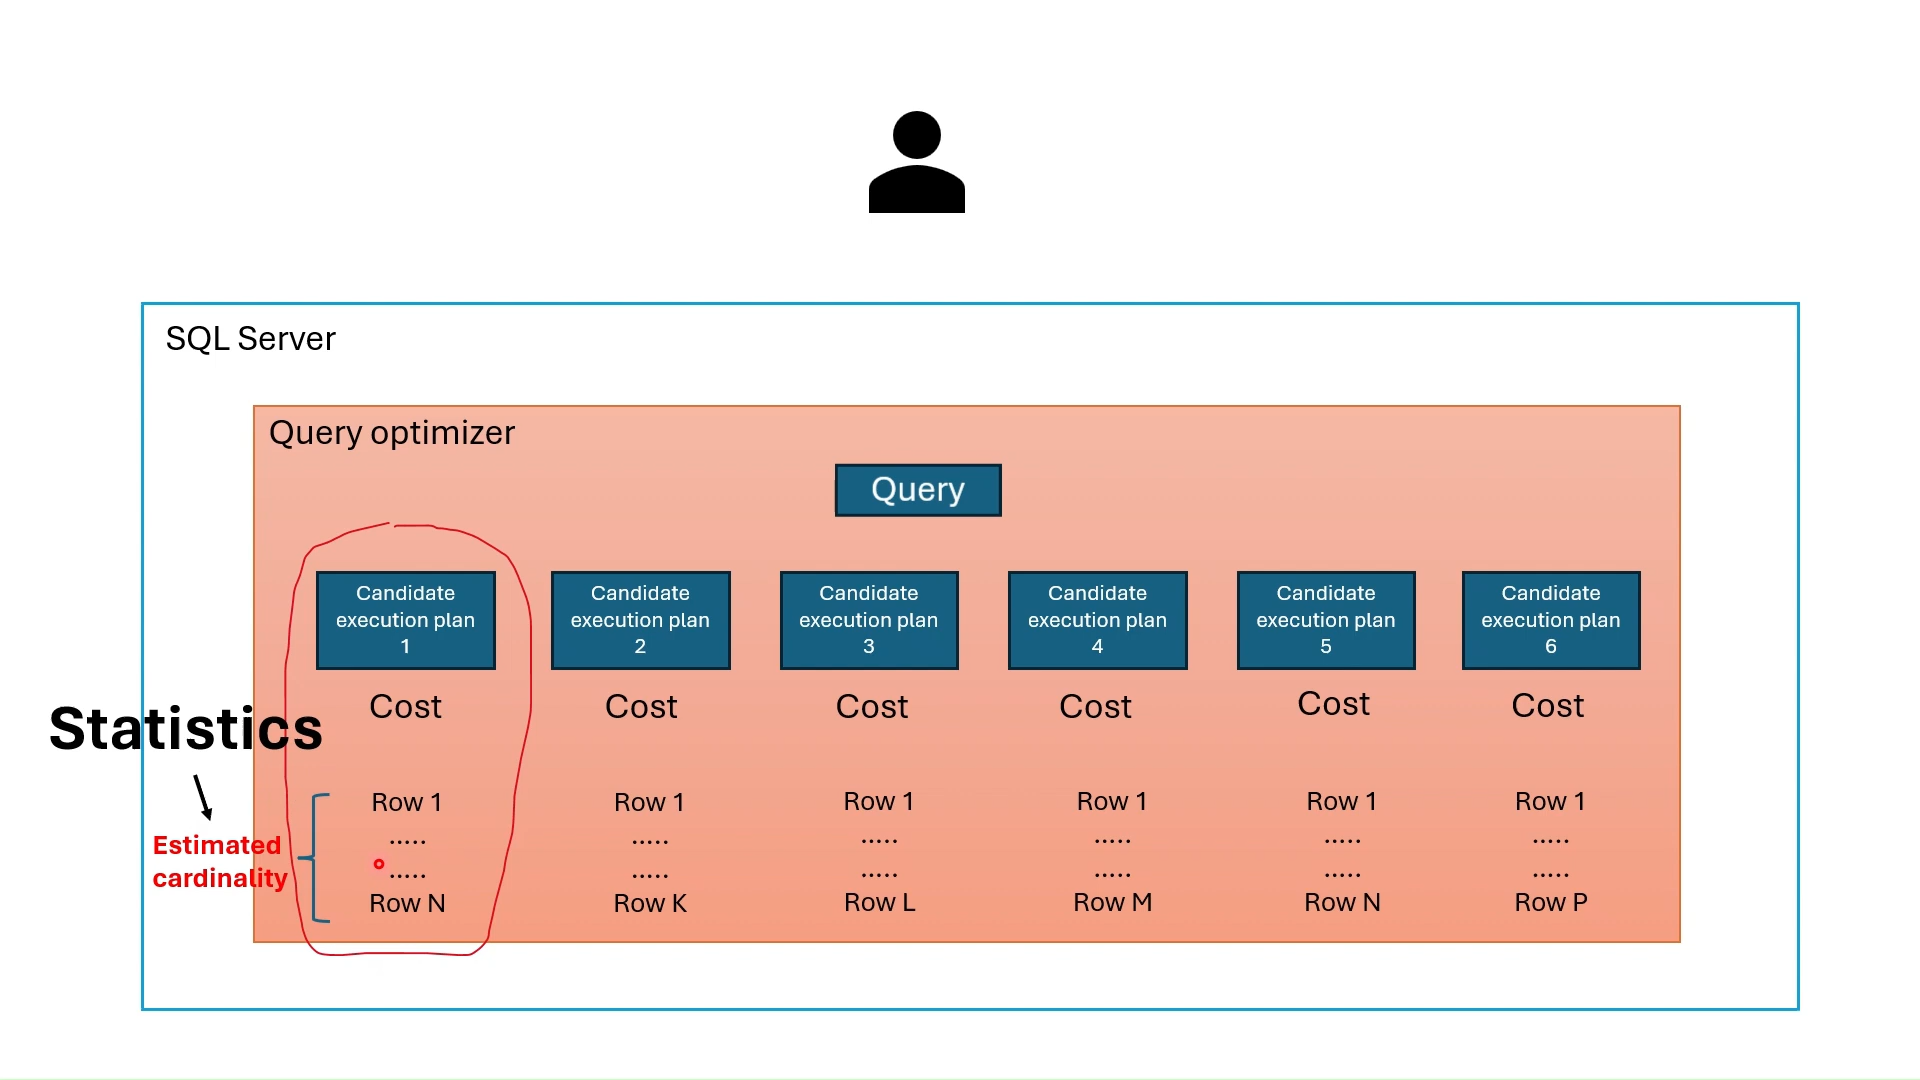 SQL Server
Query optimizer
Query
Candidate
execution plan
1
Candidate
execution plan
2
Candidate
execution plan
3
Candidate
execution plan
4
Candidate
execution plan
5
Candidate
execution plan
6
Cost
Cost
Cost
Cost
Cost
Cost
Statistics
Estimated
cardinality
Row 1
.....
.....
Row N
Row 1
.....
.....
Row K
Row 1
.....
.....
Row L
Row 1
.....
.....
Row M
Row 1
.....
.....
Row N
Row 1
.....
.....
Row P